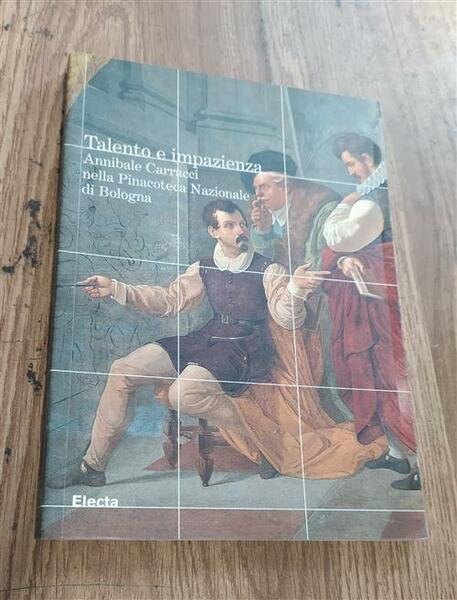 Talento e impazienza
Annibale Carracci
nella Pinacoteca Nazionale
di Bologna
Electa